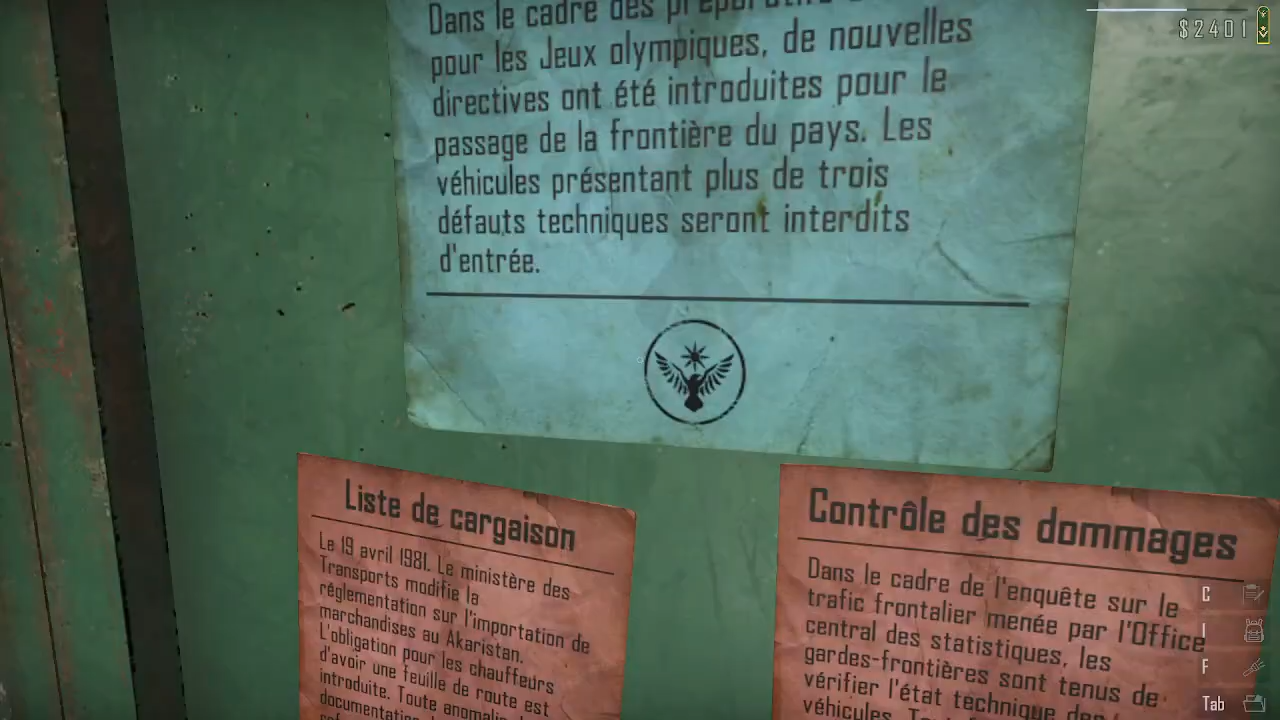 Dans le cadre des
pour les Jeux olympiques, de nouvelles
directives ont été introduites pour le
passage de la frontière du pays. Les
véhicules présentant plus de trois
défauts techniques seront interdits
d'entrée.
$2401
Liste de cargaison
Le 19 avril 1981. Le ministère des
Transports modifie la
réglementation sur l'importation de
marchandises au Akaristan.
L'obligation pour les chauffeurs
d'avoir une feuille de route est
introduite. Toute anomalie
Contrôle des dommages
Dans le cadre de l'enquête sur le
trafic frontalier menée par l'Office
central des statistiques, les
gardes-frontières sont tenus de
vérifier l'état technique des
véhicules.
C
I
F
Tab